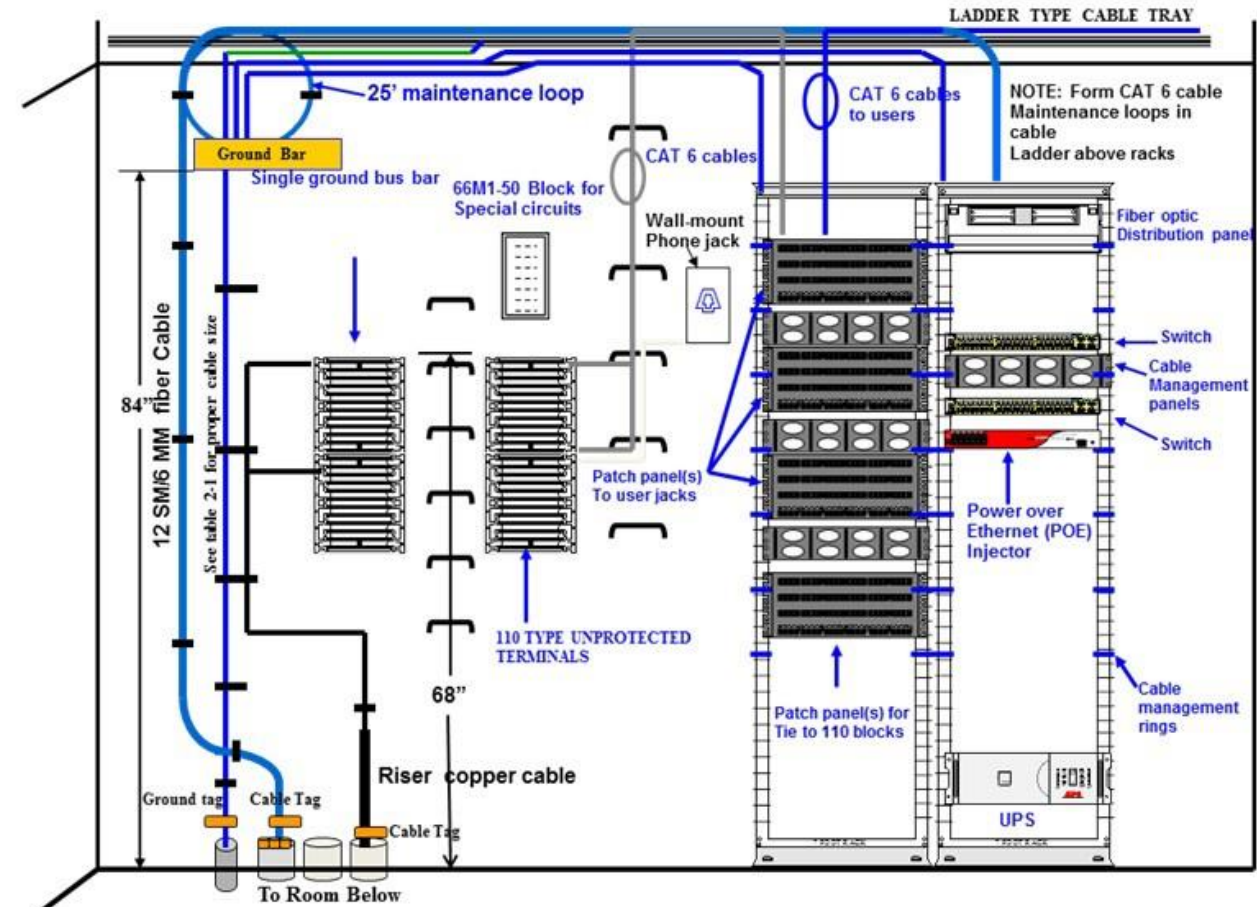 LADDER TYPE CABLE TRAY
25' maintenance loop
CAT 6 cables
to users
NOTE: Form CAT 6 cable
Maintenance loops in
cable
Ladder above racks
Ground Bar
Single ground bus bar
CAT 6 cables
66M1-50 Block for
Special circuits
Wall-mount
Phone jack
Fiber optic
Distribution panel
Switch
Cable
Management
panels
Switch
84”
12 SM/6 MM fiber Cable
See table 2-1 for proper cable size
Patch panel(s)
To user jacks
Power over
Ethernet (POE)
Injector
110 TYPE UNPROTECTED
TERMINALS
68”
Patch panel(s) for
Tie to 110 blocks
Cable
management
rings
Riser copper cable
Ground tag
Cable Tag
Cable Tag
UPS
To Room Below